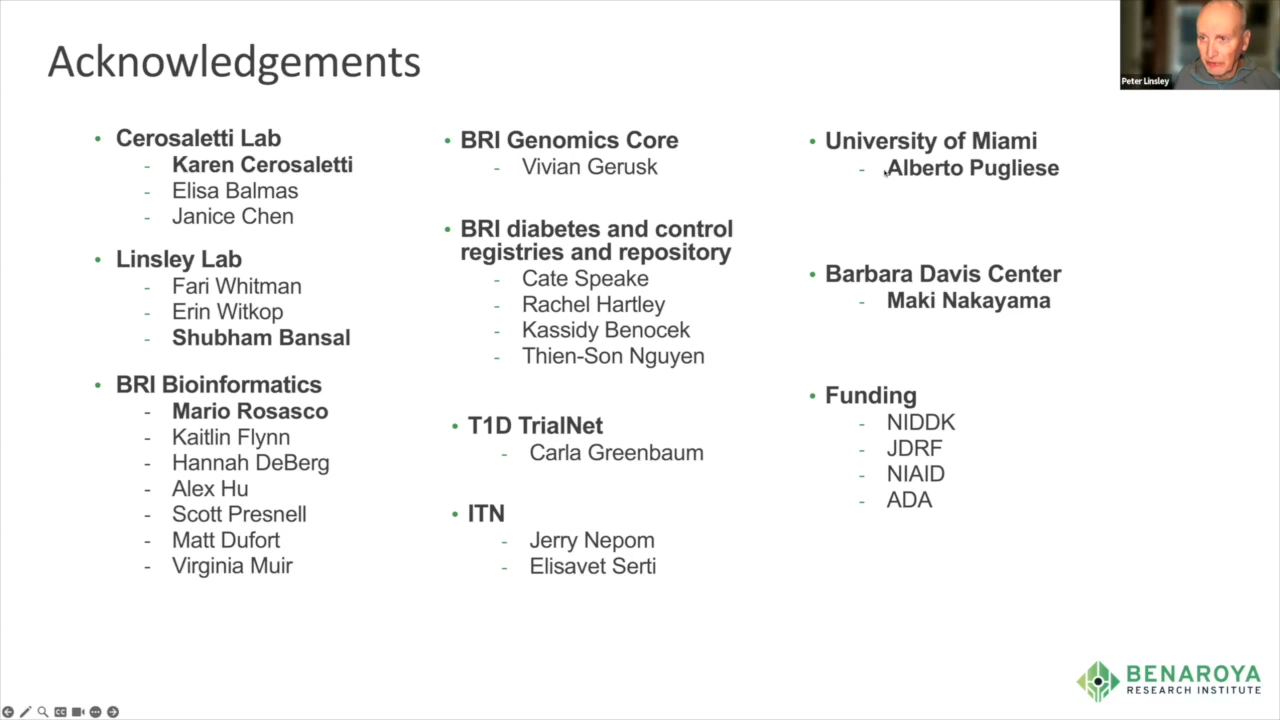 Acknowledgements
Peter Linsley
• Cerosaletti Lab
- Karen Cerosaletti
- Elisa Balmas
- Janice Chen
• Linsley Lab
- Fari Whitman
- Erin Witkop
- Shubham Bansal
• BRI Bioinformatics
- Mario Rosasco
- Kaitlin Flynn
- Hannah DeBerg
- Alex Hu
- Scott Presnell
- Matt Dufort
- Virginia Muir
• BRI Genomics Core
- Vivian Gerusk
• BRI diabetes and control
registries and repository
- Cate Speake
- Rachel Hartley
- Kassidy Benocek
- Thien-Son Nguyen
• T1D TrialNet
- Carla Greenbaum
• ITN
- Jerry Nepom
- Elisavet Serti
• University of Miami
- Alberto Pugliese
• Barbara Davis Center
- Maki Nakayama
• Funding
- NIDDK
- JDRF
- NIAID
- ADA
BENAROYA
RESEARCH INSTITUTE
CC